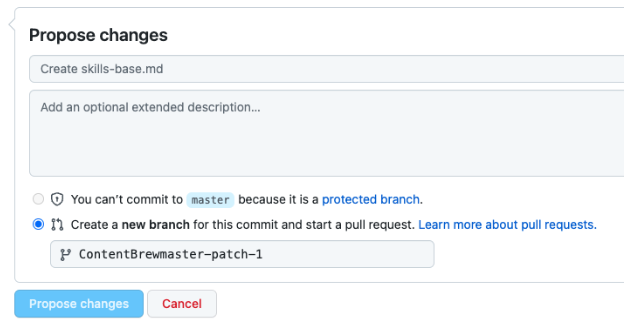 Propose changes
Create skills-base.md
Add an optional extended description...
You can't commit to master because it is a protected branch.
Create a new branch for this commit and start a pull request. Learn more about pull requests.
ContentBrewmaster-patch-1
Propose changes Cancel